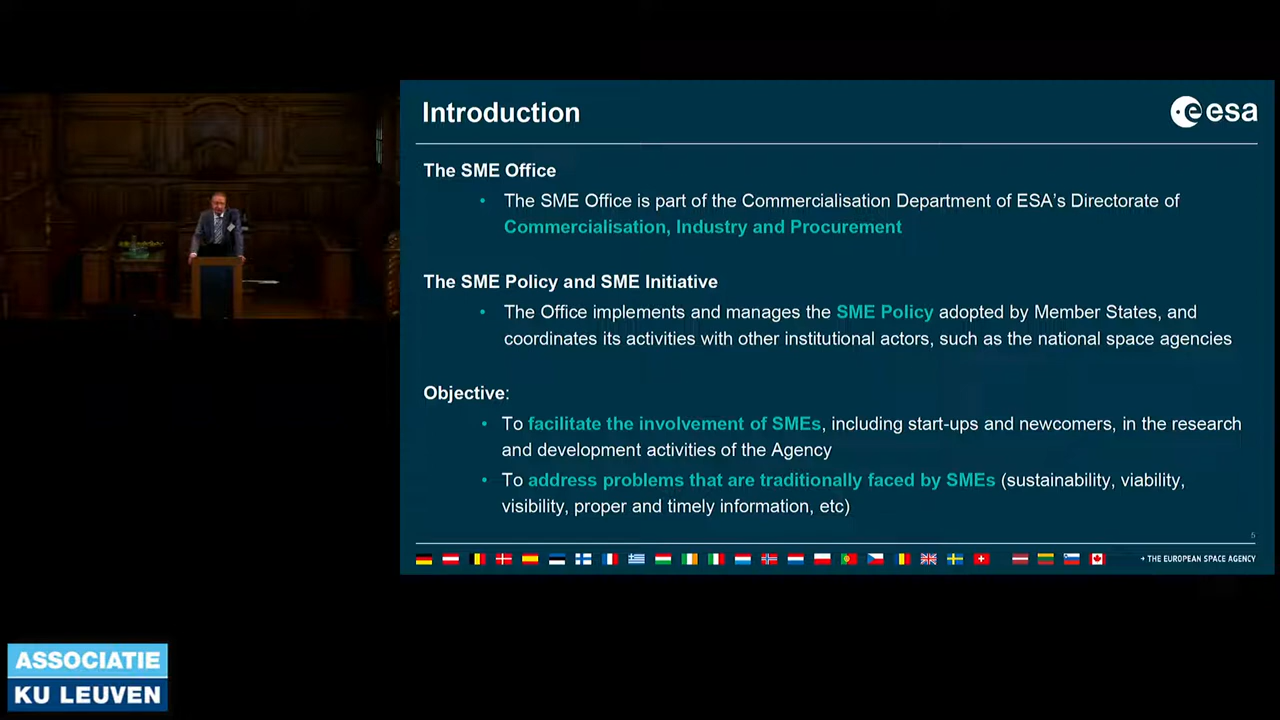 Introduction
esa
The SME Office
• The SME Office is part of the Commercialisation Department of ESA’s Directorate of
Commercialisation, Industry and Procurement
The SME Policy and SME Initiative
• The Office implements and manages the SME Policy adopted by Member States, and
coordinates its activities with other institutional actors, such as the national space agencies
Objective:
• To facilitate the involvement of SMEs, including start-ups and newcomers, in the research
and development activities of the Agency
• To address problems that are traditionally faced by SMEs (sustainability, viability,
visibility, proper and timely information, etc)
5
→ THE EUROPEAN SPACE AGENCY
ASSOCIATIE
KU LEUVEN